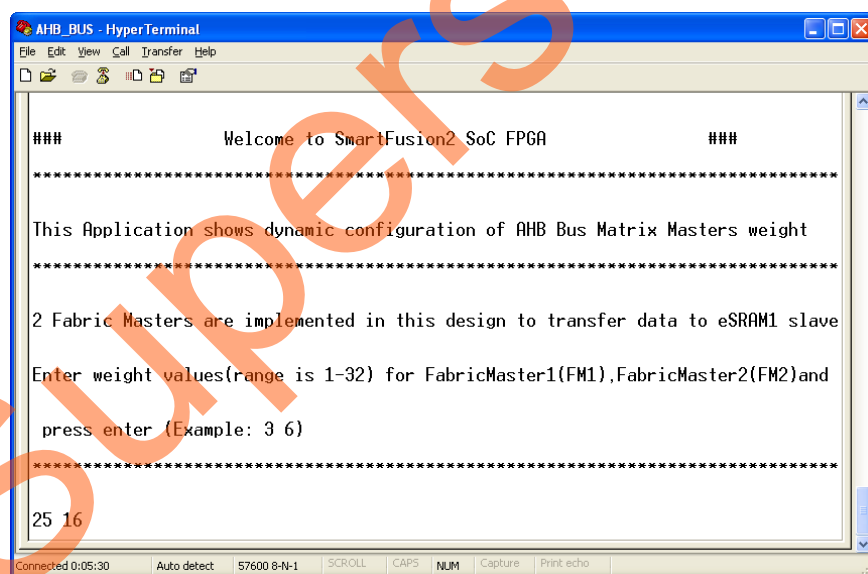 AHB_BUS - HyperTerminal
File Edit View Call Transfer Help
### Welcome to SmartFusion2 SoC FPGA ###
********************************************************************************
This Application shows dynamic configuration of AHB Bus Matrix Masters weight
********************************************************************************
2 Fabric Masters are implemented in this design to transfer data to eSRAM1 slave
Enter weight values(range is 1-32) for FabricMaster1(FM1),FabricMaster2(FM2)and
press enter (Example: 3 6)
********************************************************************************
25 16
Connected 0:05:30 Auto detect 57600 8-N-1 SCROLL CAPS NUM Capture Print echo
Supers